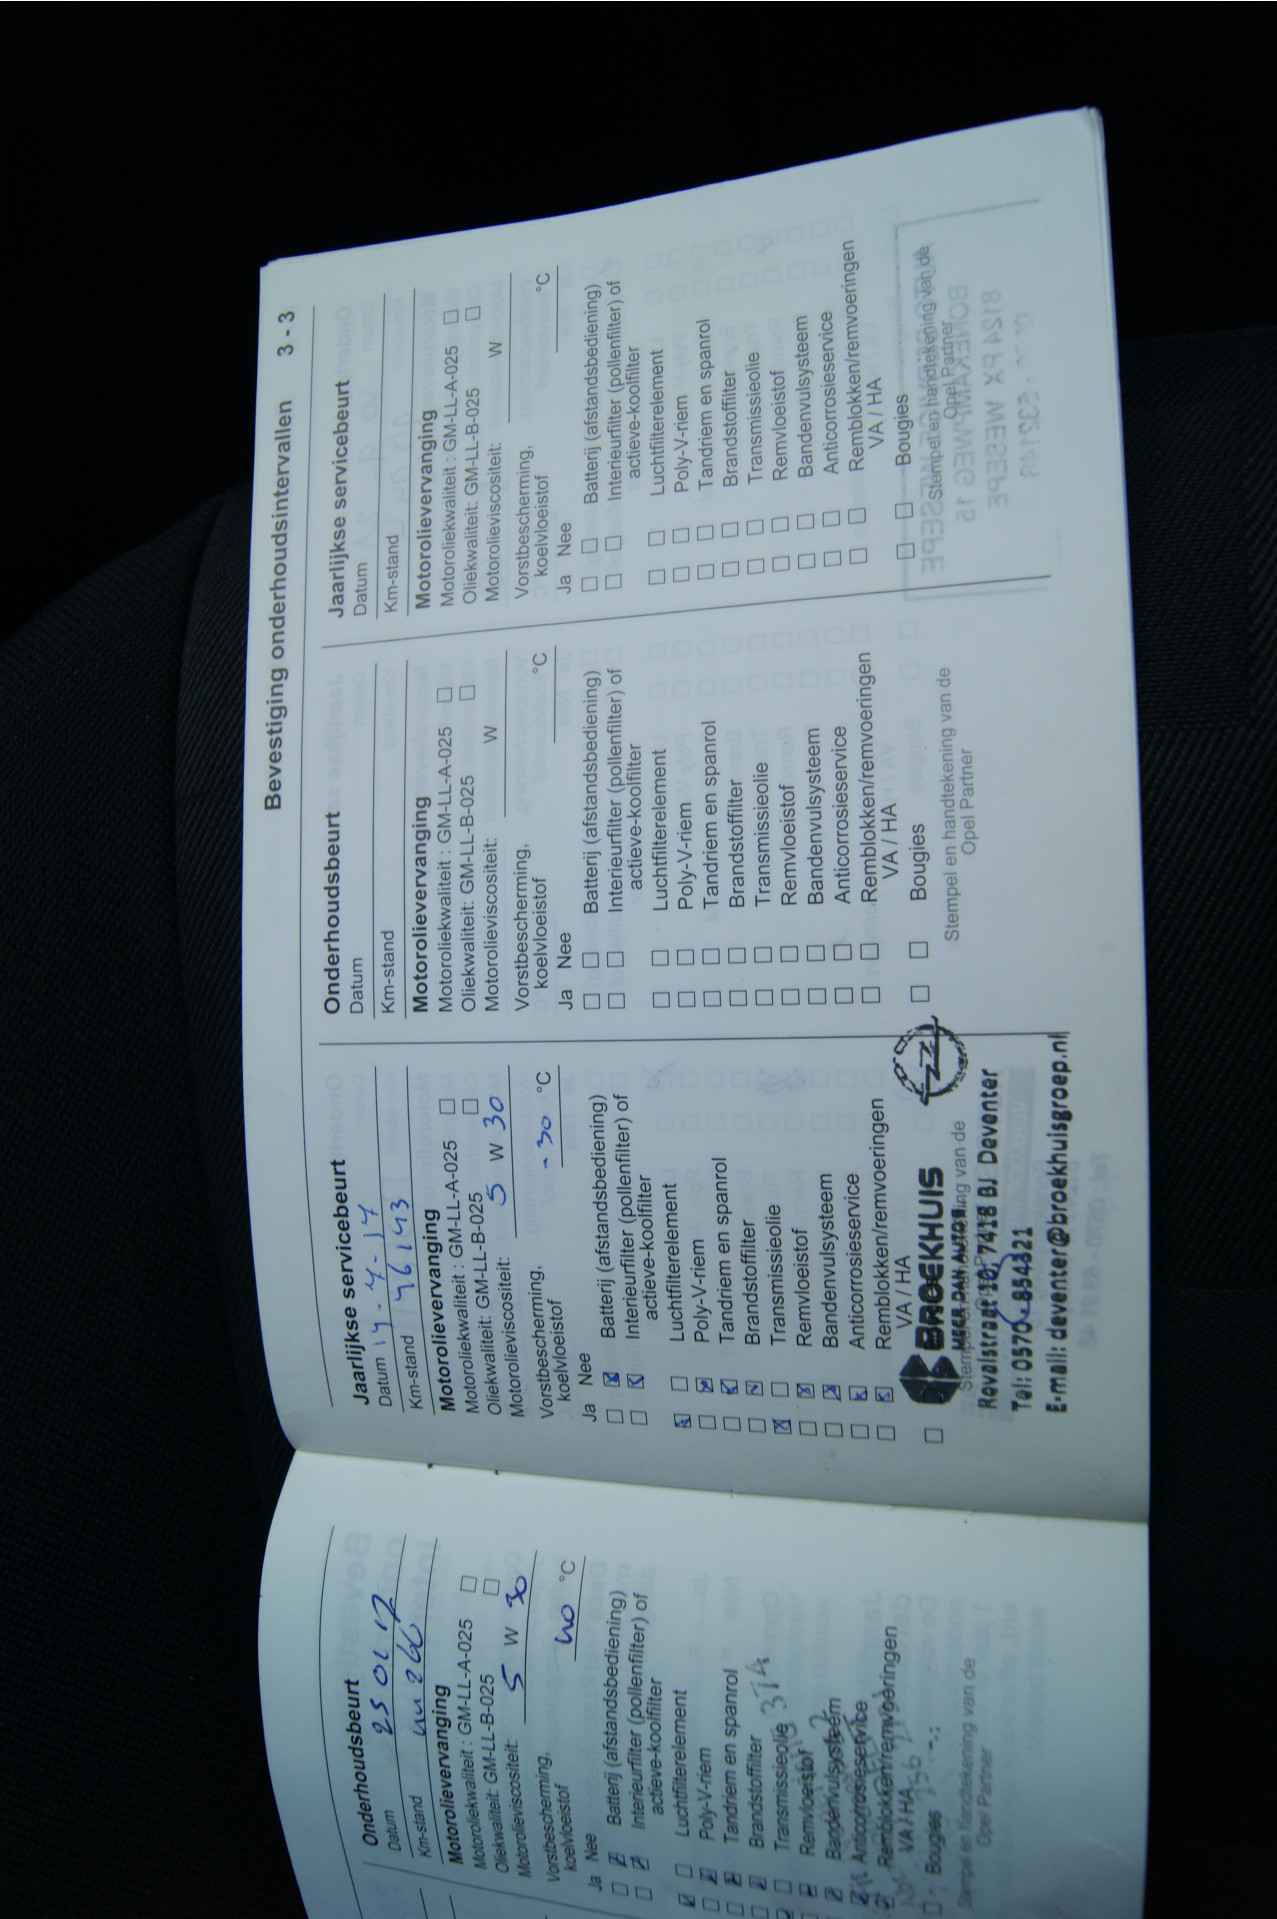 Onderhoudsbeurt
Datum
Km-stand
Motorolievervanging
Motoroliekwaliteit : GM-LL-A-025 □
Oliekwaliteit: GM-LL-B-025 □
Motorolieviscositeit: 5 W 30
Vorstbescherming,
koelvloeistof 40 °C
Ja Nee
Batterij (afstandsbediening)
Interieurfilter (pollenfilter) of
actieve-koolfilter
Luchtfilterelement
Poly-V-riem
Tandriem en spanrol
Brandstoffilter
Transmissieolie
Remvloeistof
Bandenvulsysteem
Anticorrosieservice
Remblokken/remvoeringen
VA / HA
Bougies
Stempel en handtekening van de
Opel Partner
Bevestiging onderhoudsintervallen 3 - 3
Jaarlijkse servicebeurt
Datum 14-4-14
Km-stand 46143
Motorolievervanging
Motoroliekwaliteit : GM-LL-A-025 □
Oliekwaliteit: GM-LL-B-025 □
Motorolieviscositeit: 5 W 30
Vorstbescherming,
koelvloeistof -30 °C
Ja Nee
Batterij (afstandsbediening)
Interieurfilter (pollenfilter) of
actieve-koolfilter
Luchtfilterelement
Poly-V-riem
Tandriem en spanrol
Brandstoffilter
Transmissieolie
Remvloeistof
Bandenvulsysteem
Anticorrosieservice
Remblokken/remvoeringen
VA / HA
BROEKHUIS
MEER DAN AUTO'S
Revalstraat 10, 7418 BJ Deventer
Tel: 0570 - 854321
E-mail: deventer@broekhuisgroep.nl
Onderhoudsbeurt
Datum
Km-stand
Motorolievervanging
Motoroliekwaliteit : GM-LL-A-025 □
Oliekwaliteit: GM-LL-B-025 □
Motorolieviscositeit: W
Vorstbescherming,
koelvloeistof °C
Ja Nee
Batterij (afstandsbediening)
Interieurfilter (pollenfilter) of
actieve-koolfilter
Luchtfilterelement
Poly-V-riem
Tandriem en spanrol
Brandstoffilter
Transmissieolie
Remvloeistof
Bandenvulsysteem
Anticorrosieservice
Remblokken/remvoeringen
VA / HA
Bougies
Stempel en handtekening van de
Opel Partner
Jaarlijkse servicebeurt
Datum
Km-stand
Motorolievervanging
Motoroliekwaliteit : GM-LL-A-025 □
Oliekwaliteit: GM-LL-B-025 □
Motorolieviscositeit: W
Vorstbescherming,
koelvloeistof °C
Ja Nee
Batterij (afstandsbediening)
Interieurfilter (pollenfilter) of
actieve-koolfilter
Luchtfilterelement
Poly-V-riem
Tandriem en spanrol
Brandstoffilter
Transmissieolie
Remvloeistof
Bandenvulsysteem
Anticorrosieservice
Remblokken/remvoeringen
VA / HA
Bougies
Stempel en handtekening van de
Opel Partner